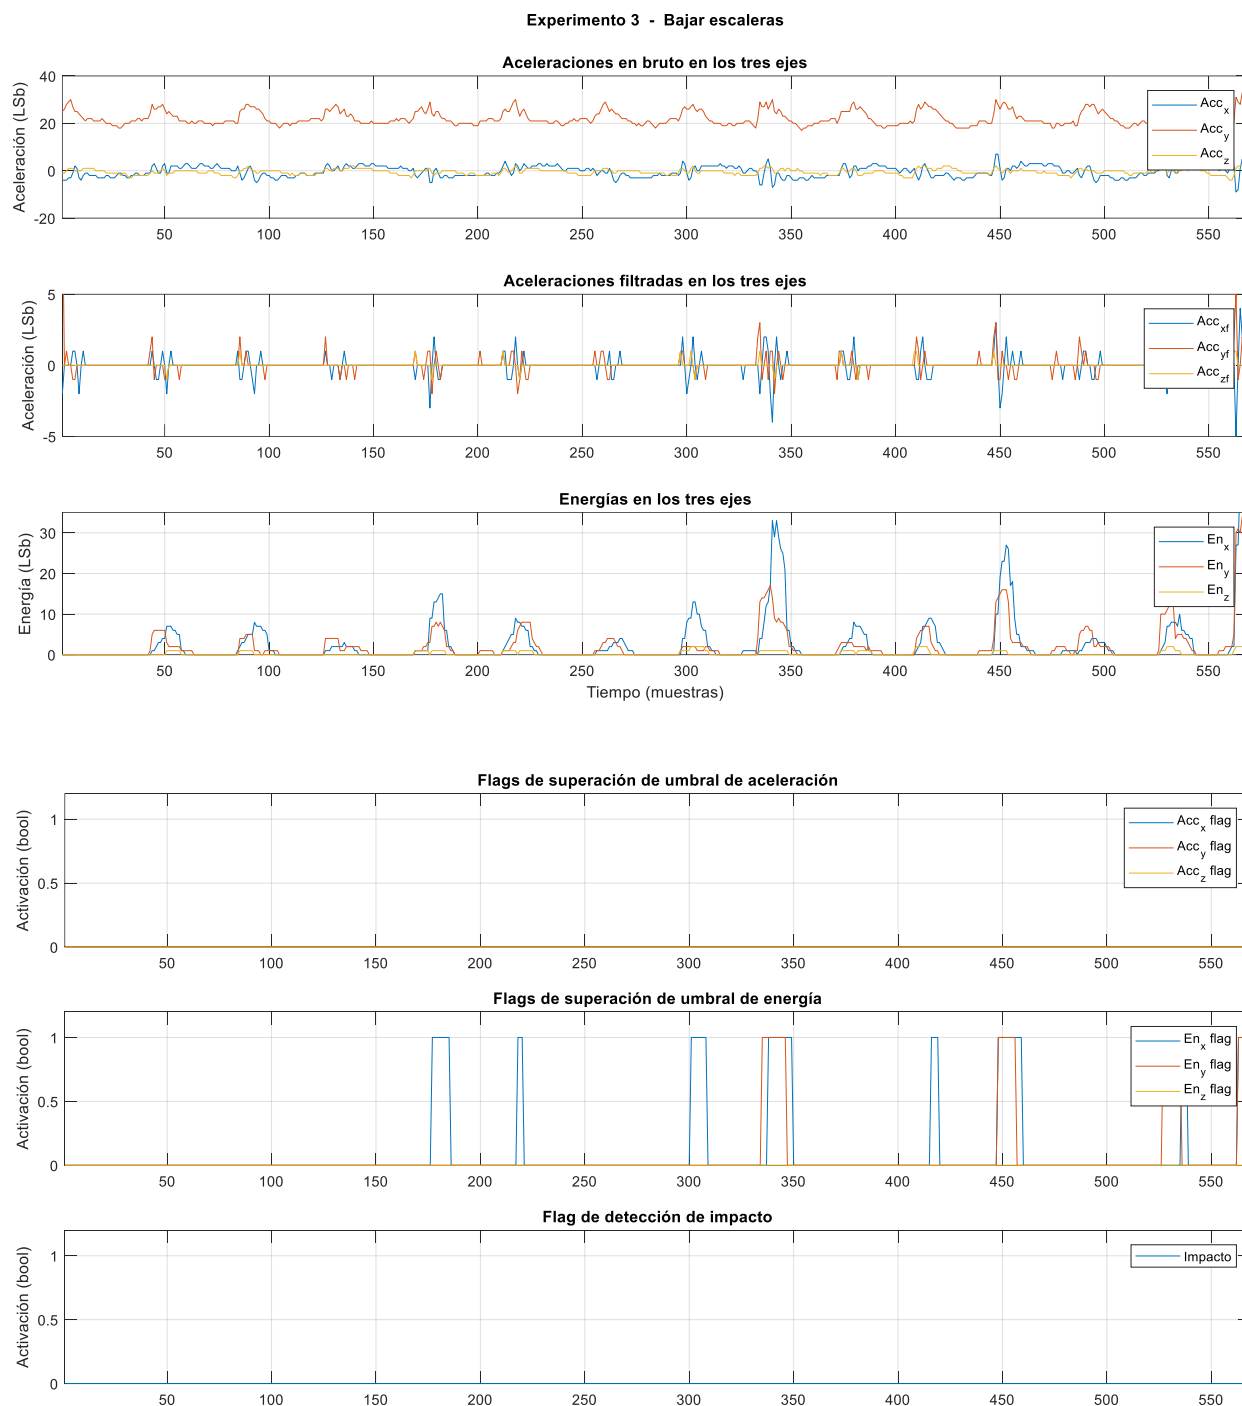 Experimento 3 - Bajar escaleras
Aceleraciones en bruto en los tres ejes
Aceleración (LSb)
40
20
0
-20
50 100 150 200 250 300 350 400 450 500 550
Acc_x
Acc_y
Acc_z
Aceleraciones filtradas en los tres ejes
Aceleración (LSb)
5
0
-5
50 100 150 200 250 300 350 400 450 500 550
Acc_xf
Acc_yf
Acc_zf
Energías en los tres ejes
Energía (LSb)
30
20
10
0
50 100 150 200 250 300 350 400 450 500 550
Tiempo (muestras)
En_x
En_y
En_z
Flags de superación de umbral de aceleración
Activación (bool)
1
0.5
0
50 100 150 200 250 300 350 400 450 500 550
Acc_x flag
Acc_y flag
Acc_z flag
Flags de superación de umbral de energía
Activación (bool)
1
0.5
0
50 100 150 200 250 300 350 400 450 500 550
En_x flag
En_y flag
En_z flag
Flag de detección de impacto
Activación (bool)
1
0.5
0
50 100 150 200 250 300 350 400 450 500 550
Impacto